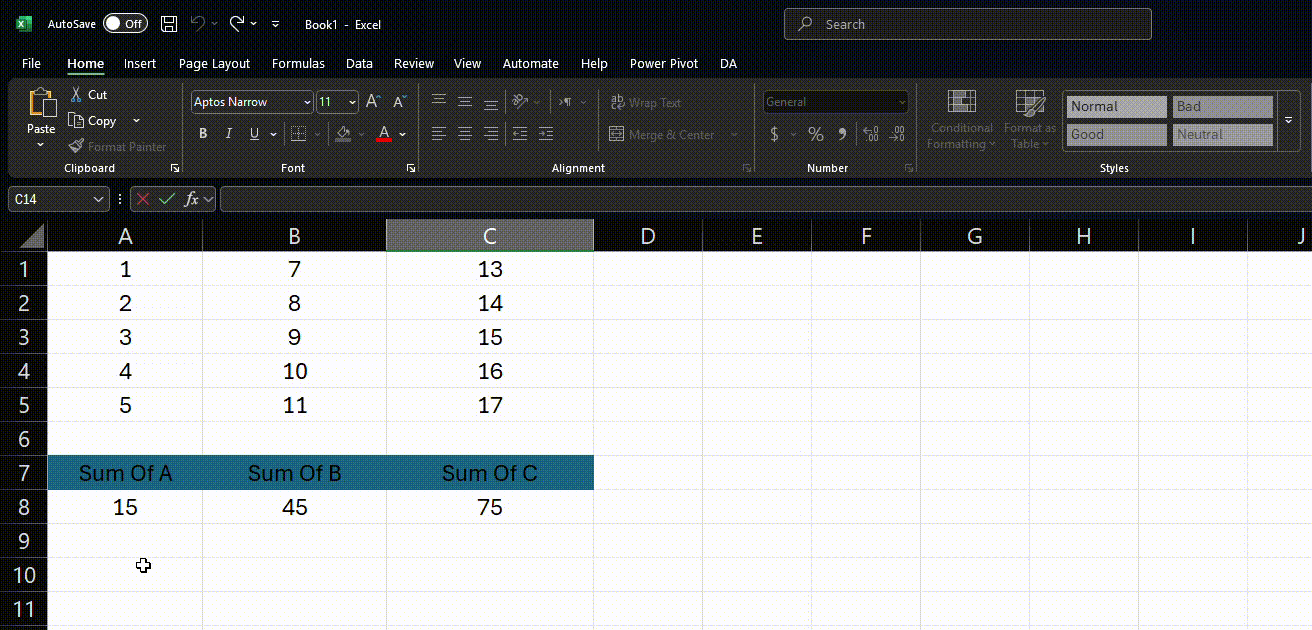 AutoSave Off Book1 - Excel Search
File Home Insert Page Layout Formulas Data Review View Automate Help Power Pivot DA
Paste
Cut
Copy
Format Painter
Clipboard
Aptos Narrow 11
B I U A
Font
ab Wrap Text
Merge & Center
Alignment
General
$ % 9
Number
Conditional Formatting
Format as Table
Normal Bad
Good Neutral
Styles
C14 fx
A B C D E F G H I J
1 1 7 13
2 2 8 14
3 3 9 15
4 4 10 16
5 5 11 17
6
7 Sum Of A Sum Of B Sum Of C
8 15 45 75
9
10
11